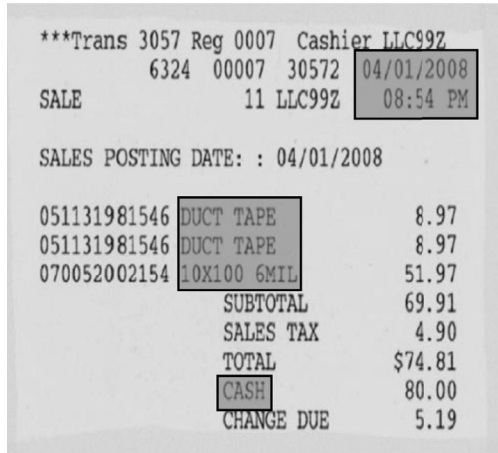 ***Trans 3057 Reg 0007 Cashier LLC99Z
6324 00007 30572 04/01/2008
SALE 11 LLC99Z 08:54 PM
SALES POSTING DATE: : 04/01/2008
051131981546 DUCT TAPE 8.97
051131981546 DUCT TAPE 8.97
070052002154 10X100 6MIL 51.97
SUBTOTAL 69.91
SALES TAX 4.90
TOTAL $74.81
CASH 80.00
CHANGE DUE 5.19